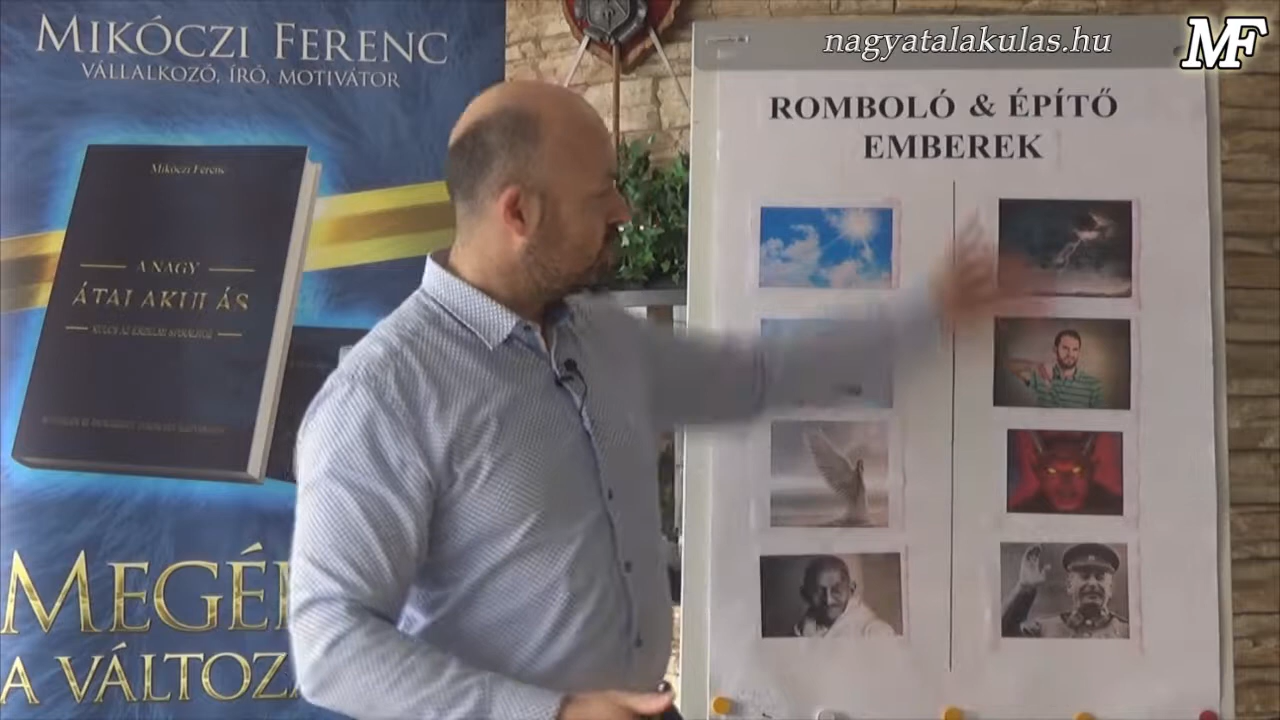 MIKÓCZI FERENC
VÁLLALKOZÓ, ÍRÓ, MOTIVÁTOR
Mikóczi Ferenc
A NAGY
ÁTALAKULÁS
MEGÉ
A VÁLTOZ
nagyatalakulas.hu
MF
ROMBOLÓ & ÉPÍTŐ
EMBEREK